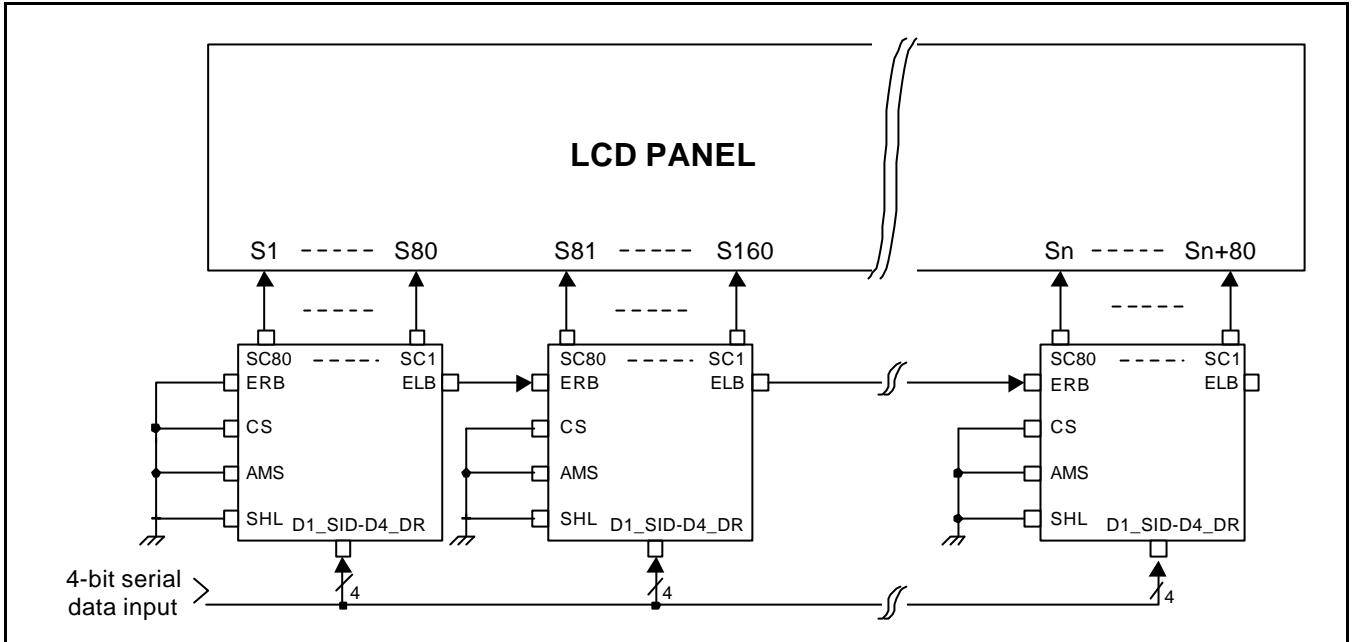 LCD PANEL
S1 ----- S80 S81 ----- S160 Sn ----- Sn+80
SC80 ----- SC1 SC80 ----- SC1 SC80 ----- SC1
ERB ELB ERB ELB ERB ELB
CS CS CS
AMS AMS AMS
SHL SHL SHL
D1_SID-D4_DR D1_SID-D4_DR D1_SID-D4_DR
4-bit serial
data input
4 4 4